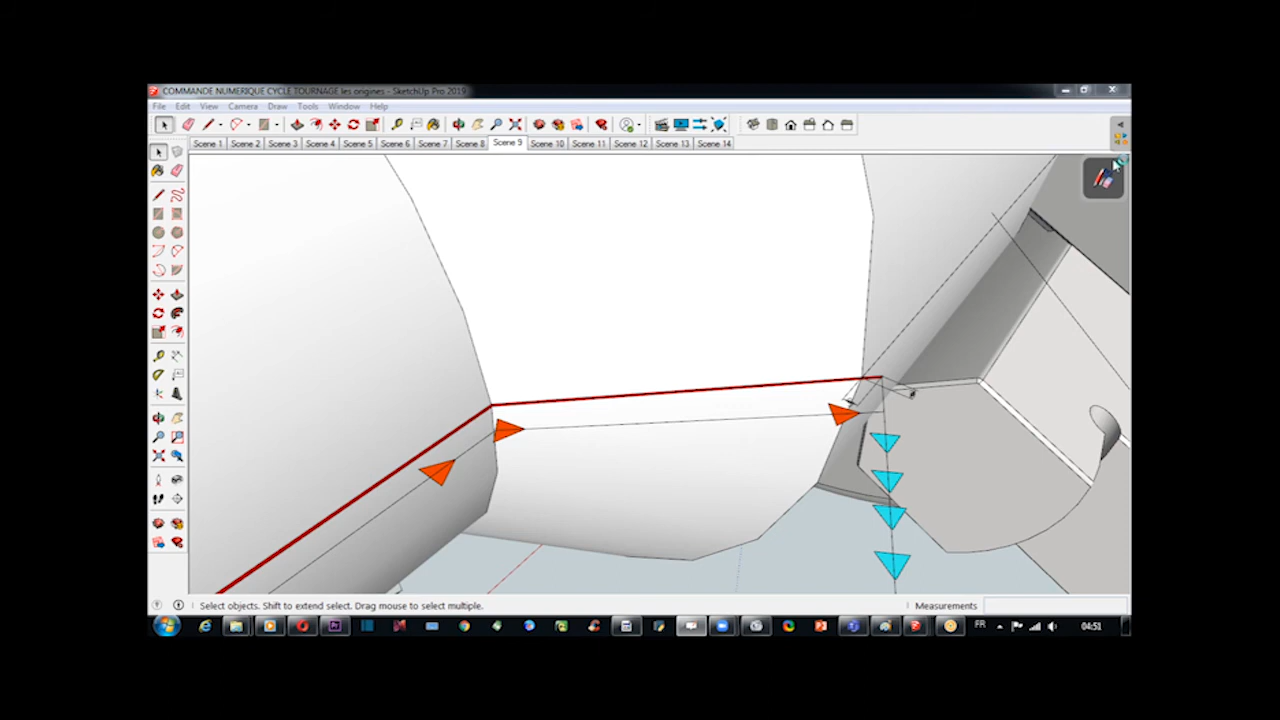 COMMANDE NUMERIQUE CYCLE TOURNAGE les origines - SketchUp Pro 2019
File Edit View Camera Draw Tools Window Help
Scene 1 Scene 2 Scene 3 Scene 4 Scene 5 Scene 6 Scene 7 Scene 8 Scene 9 Scene 10 Scene 11 Scene 12 Scene 13 Scene 14
Select objects. Shift to extend select. Drag mouse to select multiple. Measurements
FR 04:51